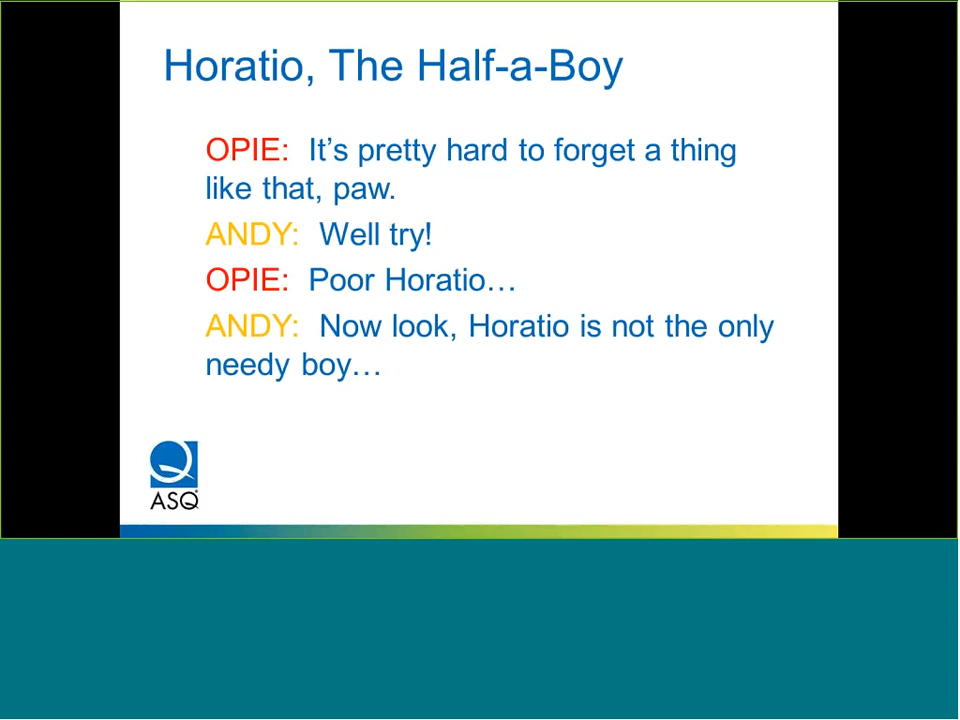 Horatio, The Half-a-Boy
OPIE:  It’s pretty hard to forget a thing
like that, paw.
ANDY:  Well try!
OPIE:  Poor Horatio…
ANDY:  Now look, Horatio is not the only
needy boy…
ASQ